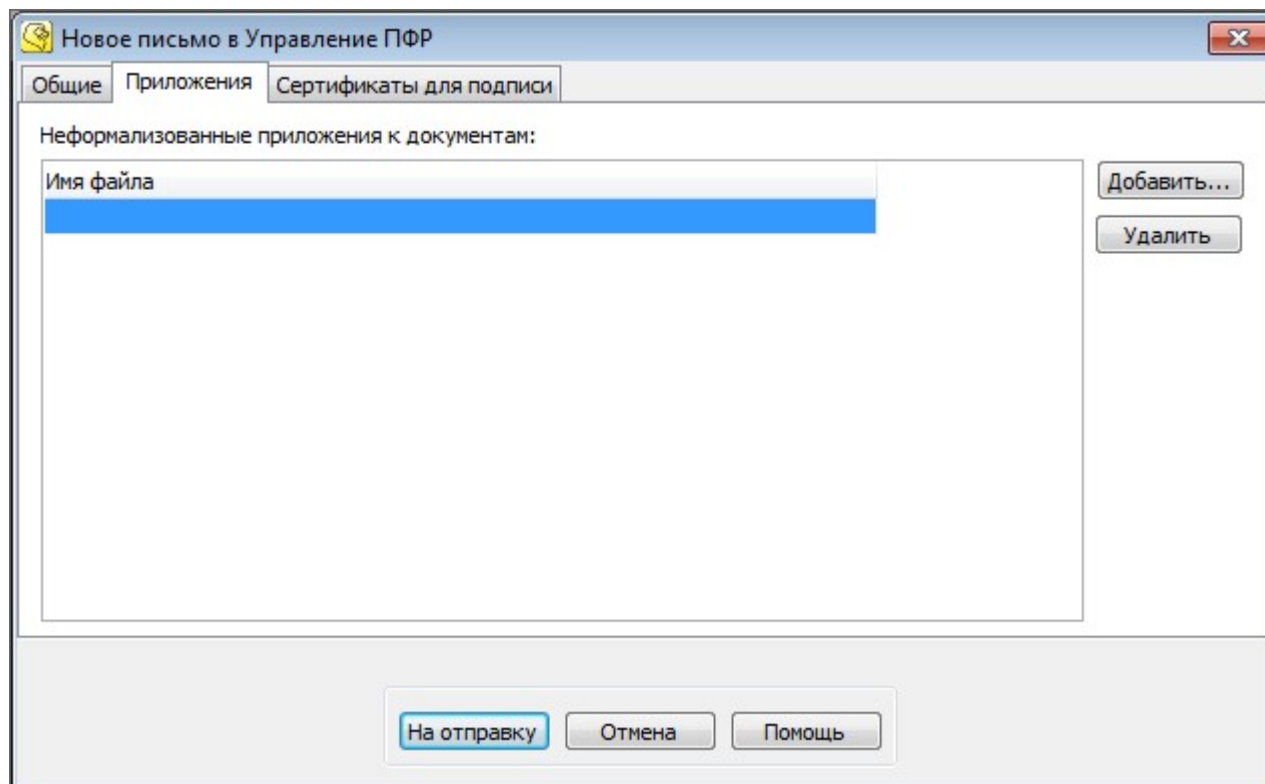 Новое письмо в Управление ПФР
Общие Приложения Сертификаты для подписи
Неформализованные приложения к документам:
Имя файла
Добавить...
Удалить
На отправку Отмена Помощь